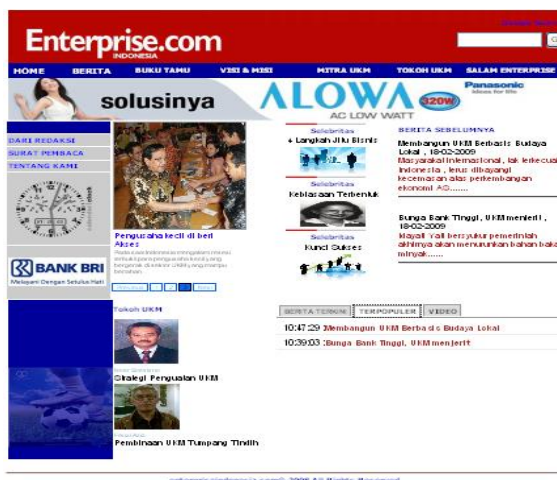 Enterprise.com
INDONESIA
HOME BERITA BUKU TAMU VISI & MISI MITRA UKM TOKOH UKM SALAM ENTERPRISE
solusinya
ALOWA 320W
AC LOW WATT
Panasonic
ideas for life
DARI REDAKSI
SURAT PEMBACA
TENTANG KAMI
BANK BRI
Melayani Dengan Setulus Hati
Pengusaha kecil di beri
Akses
Selebritas
+ Langkah Jitu Bisnis
Selebritas
Kebiasaan Terbentuk
Selebritas
Kunci Sukses
BERITA SEBELUMNYA
Membangun UKM Berbasis Budaya
Lokal , 18-02-2009
Masyarakat Internasional, tak terkecuali
Indonesia , terus dibayangi
kecemasan atas perkembangan
ekonomi AS......
Bunga Bank Tinggi, UKM menjerit ,
18-02-2009
bersyukur pemerintah
akhirnya akan menurunkan bahan baka
minyak......
BERITA TERKINI TERPOPULER VIDEO
10:47:29 :Membangun UKM Berbasis Budaya Lokal
10:39:03 :Bunga Bank Tinggi, UKM menjerit
Tokoh UKM
Strategi Penguatan UKM
Pembinaan UKM Tumpang Tindih